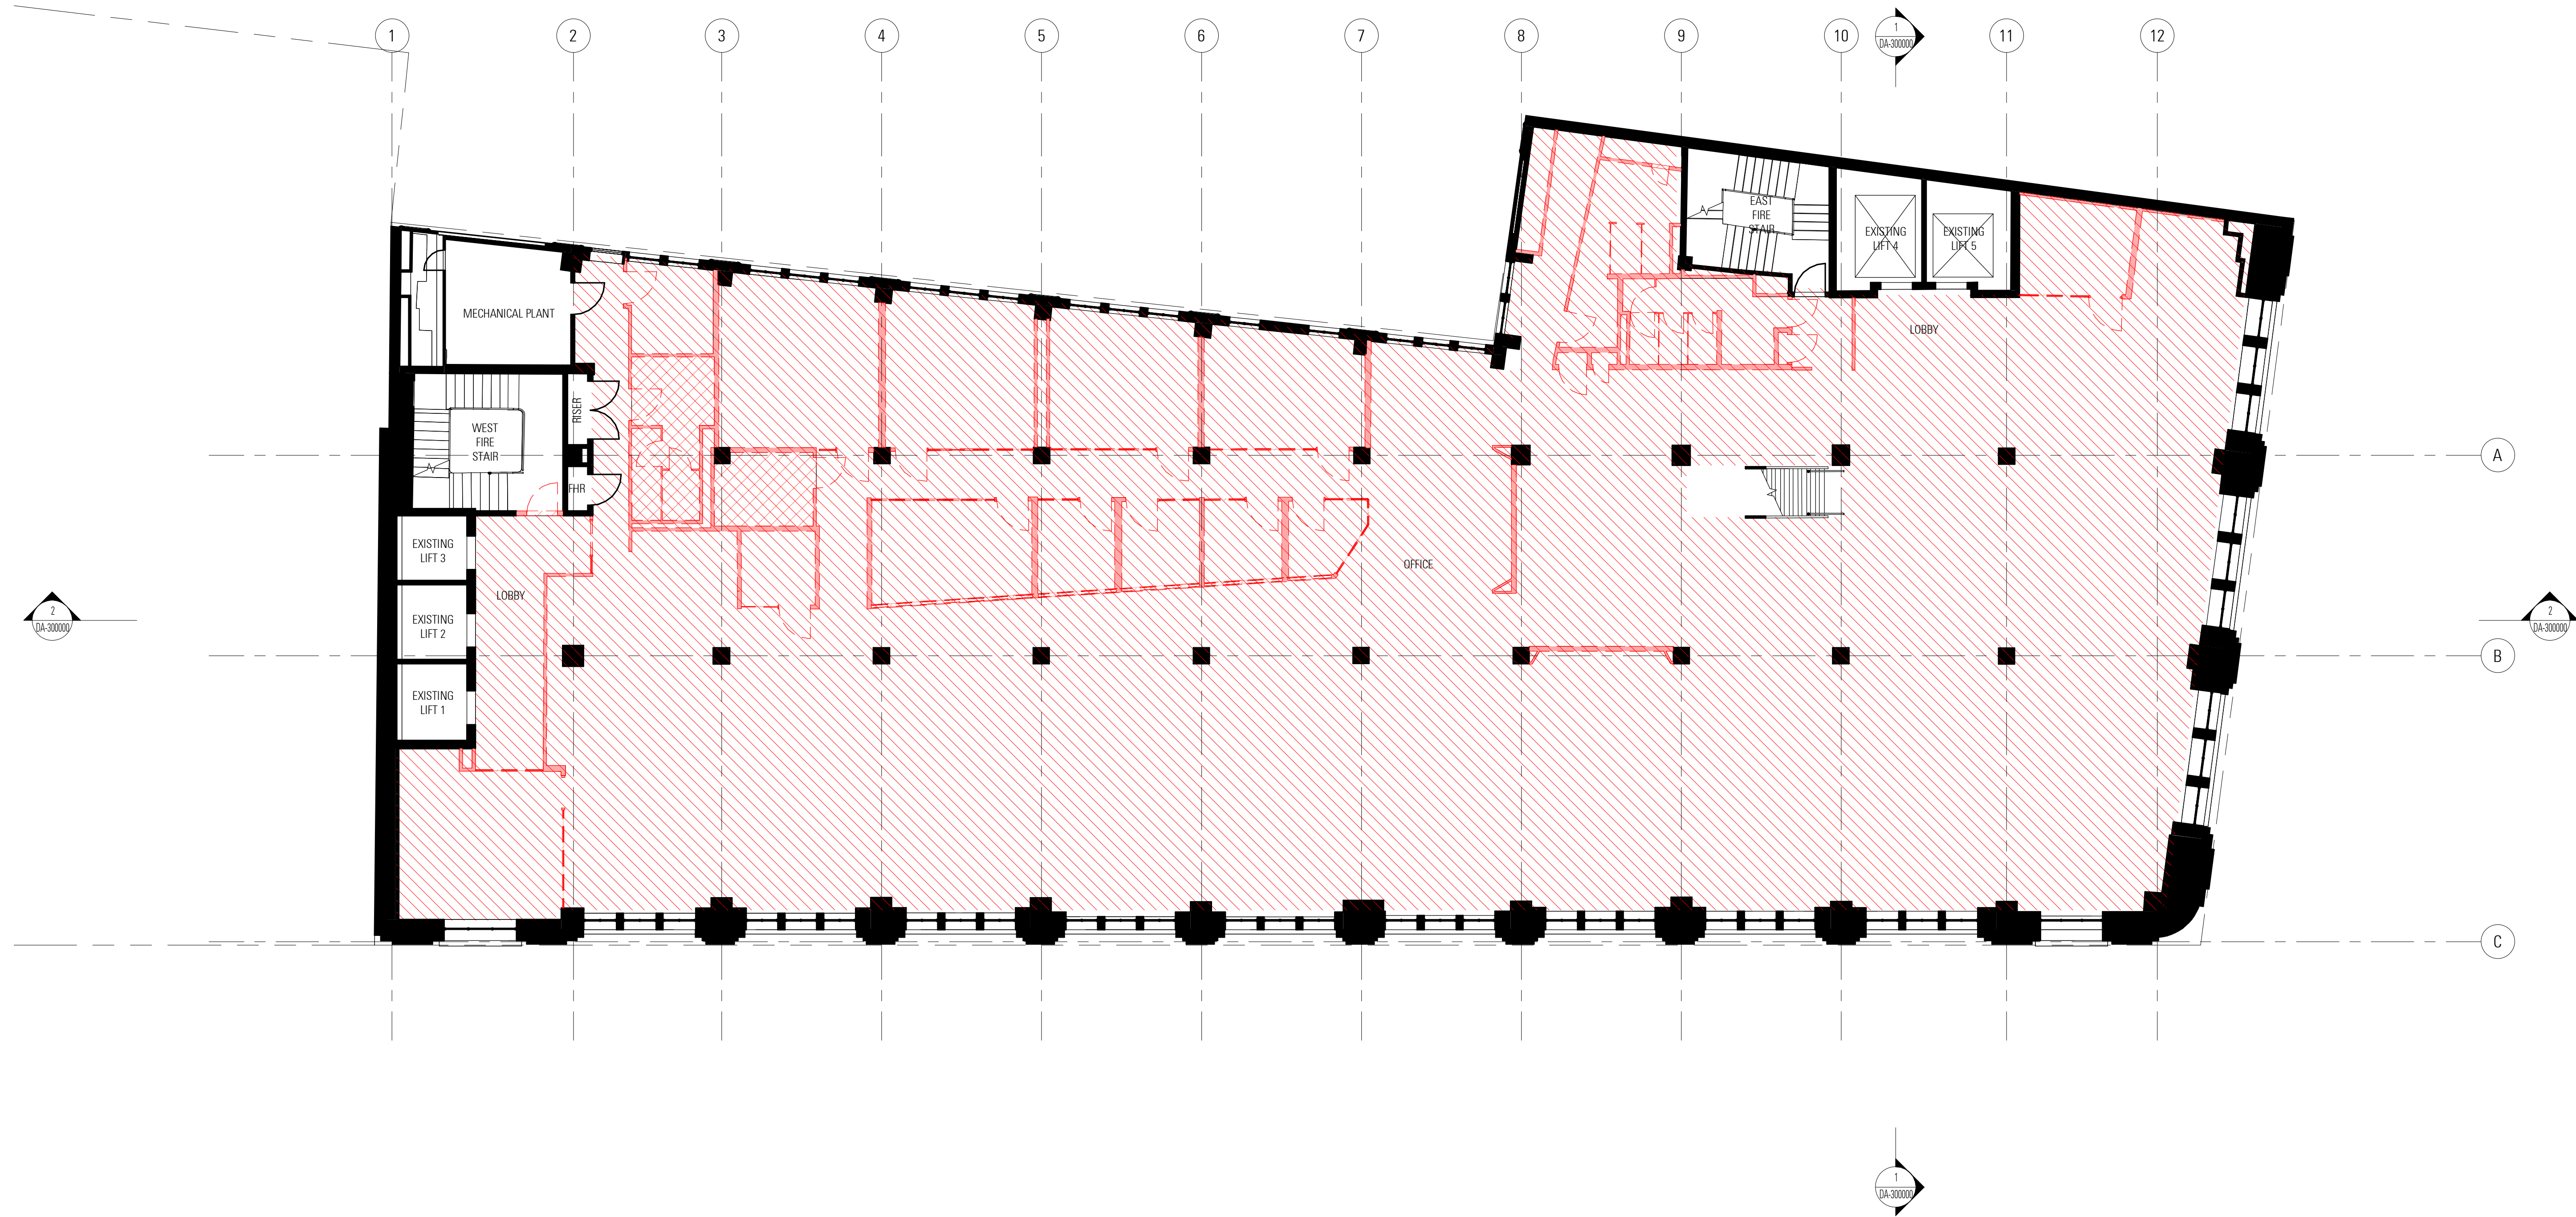 1
2
3
4
5
6
7
8
9
10
11
12
1
DA-300000
EAST
FIRE
STAIR
EXISTING
LIFT 4
EXISTING
LIFT 5
MECHANICAL PLANT
LOBBY
RISER
WEST
FIRE
STAIR
A
FHR
EXISTING
LIFT 3
OFFICE
LOBBY
2
DA-300000
EXISTING
LIFT 2
2
DA-300000
B
EXISTING
LIFT 1
C
1
DA-300000